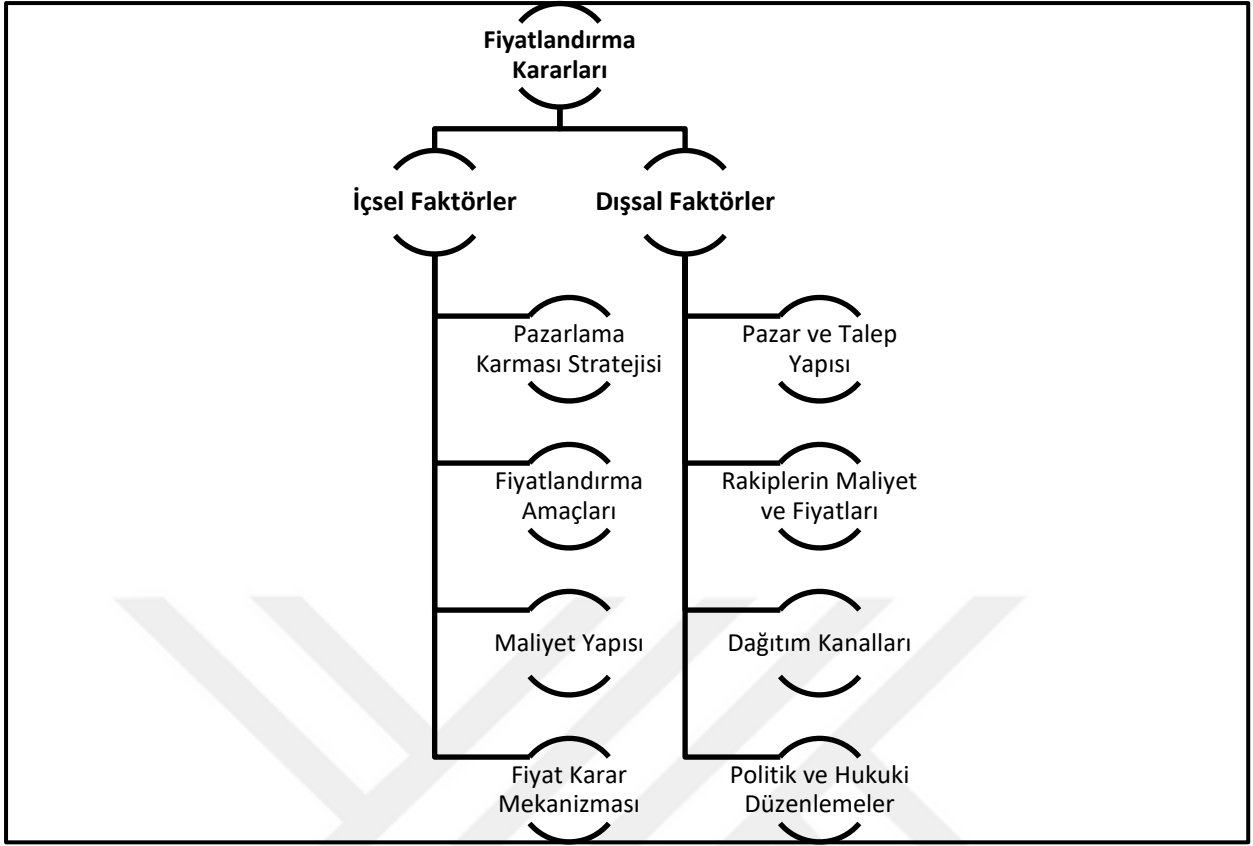 Fiyatlandırma
Kararları
İçsel Faktörler
Pazarlama
Karması Stratejisi
Fiyatlandırma
Amaçları
Maliyet Yapısı
Fiyat Karar
Mekanizması
Dışsal Faktörler
Pazar ve Talep
Yapısı
Rakiplerin Maliyet
ve Fiyatları
Dağıtım Kanalları
Politik ve Hukuki
Düzenlemeler